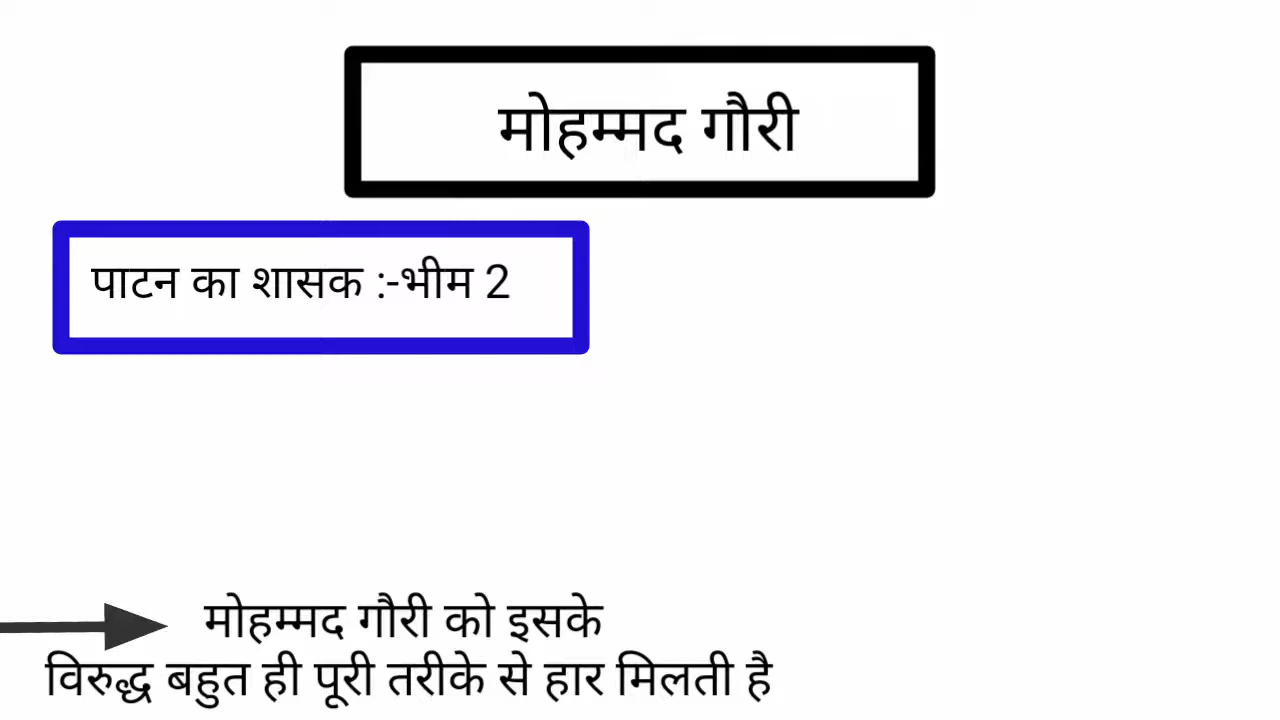 मोहम्मद गौरी
पाटन का शासक :-भीम 2
मोहम्मद गौरी को इसके
विरुद्ध बहुत ही पूरी तरीके से हार मिलती है